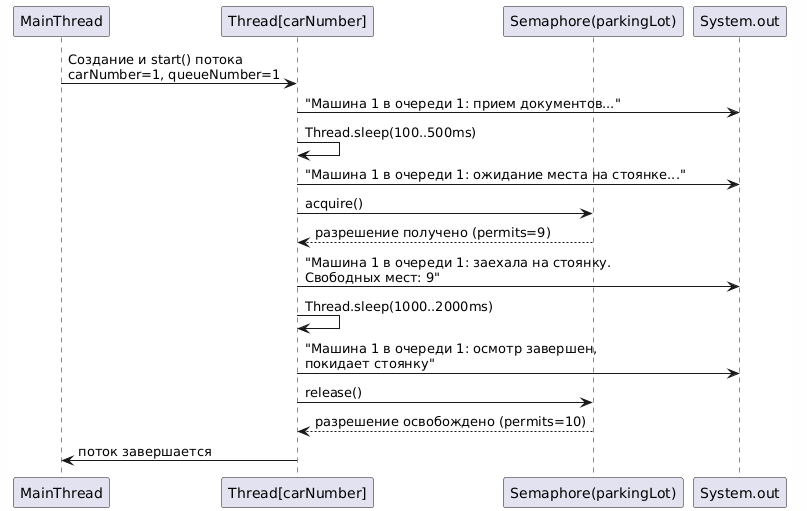 MainThread
Thread[carNumber]
Semaphore(parkingLot)
System.out
Создание и start() потока
carNumber=1, queueNumber=1
"Машина 1 в очереди 1: прием документов..."
Thread.sleep(100..500ms)
"Машина 1 в очереди 1: ожидание места на стоянке..."
acquire()
разрешение получено (permits=9)
"Машина 1 в очереди 1: заехала на стоянку.
Свободных мест: 9"
Thread.sleep(1000..2000ms)
"Машина 1 в очереди 1: осмотр завершен,
покидает стоянку"
release()
разрешение освобождено (permits=10)
поток завершается
MainThread
Thread[carNumber]
Semaphore(parkingLot)
System.out